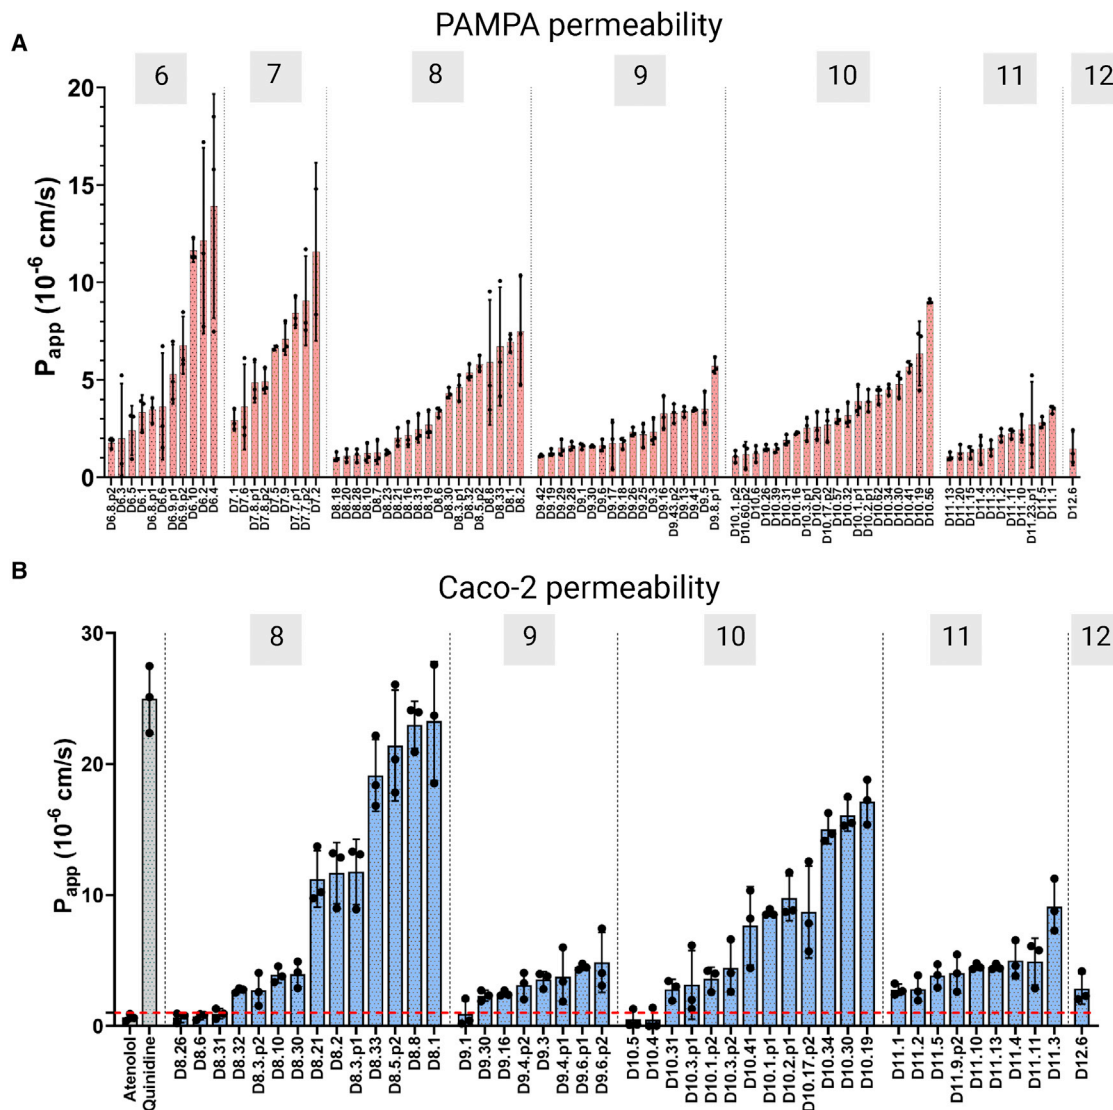 PAMPA permeability
A
6 7 8 9 10 11 12
20
15
10
5
0
P_app (10^-6 cm/s)
D6.8.p2 D6.3 D6.5 D6.1 D6.8.p1 D6.6 D6.9.p1 D6.9.p2 D6.10 D6.2 D6.4
D7.1 D7.6 D7.8.p1 D7.8.p2 D7.5 D7.9 D7.7.p1 D7.7.p2 D7.2
D8.18 D8.20 D8.28 D8.10 D8.7 D8.23 D8.21 D8.16 D8.31 D8.19 D8.6 D8.30 D8.3.p1 D8.32 D8.5.p2 D8.8 D8.33 D8.1 D8.2
D9.42 D9.19 D9.29 D9.28 D9.1 D9.30 D9.6 D9.17 D9.18 D9.26 D9.25 D9.3 D9.16 D9.43.p2 D9.13 D9.41 D9.5 D9.8.p1
D10.1.p2 D10.60.p2 D10.6 D10.26 D10.39 D10.31 D10.16 D10.3.p1 D10.20 D10.17.p2 D10.57 D10.32 D10.1.p1 D10.2.p1 D10.62 D10.34 D10.30 D10.41 D10.19 D10.56
D11.13 D11.20 D11.15 D11.4 D11.3 D11.2 D11.11 D11.10 D11.23.p1 D11.5 D11.1
D12.6
B
Caco-2 permeability
8 9 10 11 12
30
20
10
0
P_app (10^-6 cm/s)
Atenolol Quinidine
D8.26 D8.6 D8.31 D8.32 D8.3.p2 D8.10 D8.30 D8.21 D8.2 D8.3.p1 D8.33 D8.5.p2 D8.8 D8.1
D9.1 D9.30 D9.16 D9.4.p2 D9.3 D9.4.p1 D9.6.p1 D9.6.p2
D10.5 D10.4 D10.31 D10.3.p1 D10.1.p2 D10.3.p2 D10.41 D10.1.p1 D10.2.p1 D10.17.p2 D10.34 D10.30 D10.19
D11.1 D11.2 D11.5 D11.9.p2 D11.10 D11.13 D11.4 D11.11 D11.3
D12.6